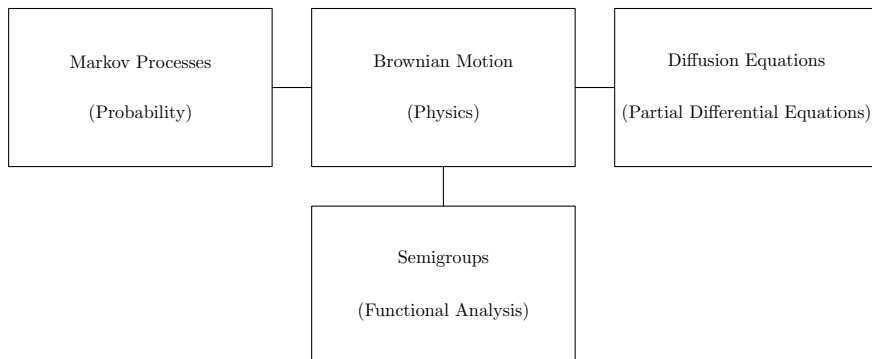 Markov Processes
(Probability)
Brownian Motion
(Physics)
Diffusion Equations
(Partial Differential Equations)
Semigroups
(Functional Analysis)